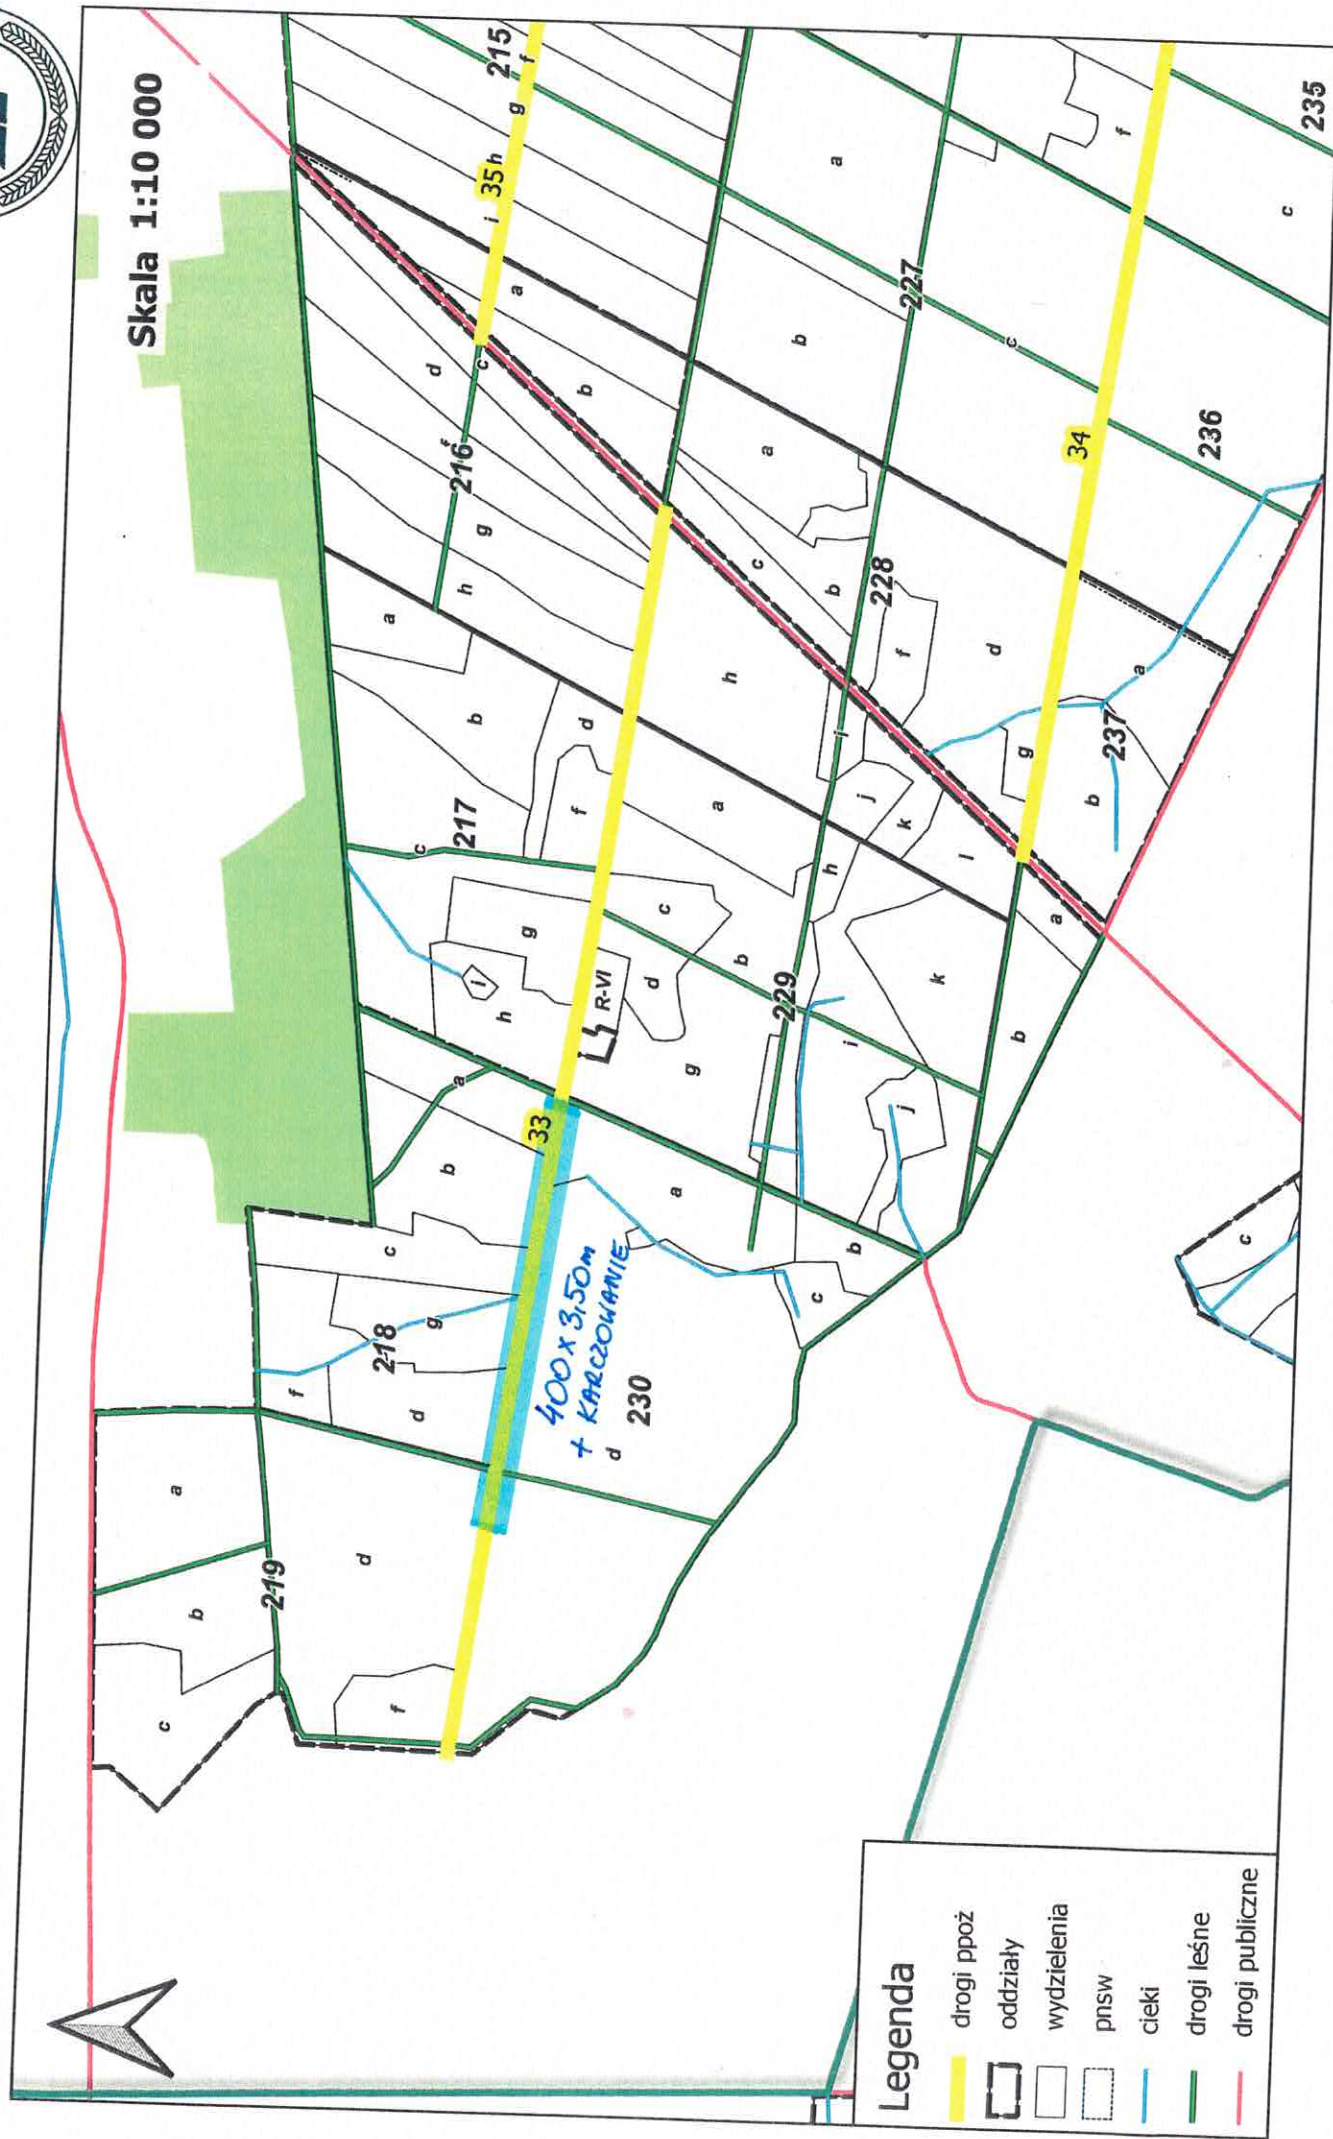 Skala 1:10 000
215
f
g
35 h
i
a
c
d
216
f
b
g
h
a
b
d
217
c
f
g
i
h
R-VI
a
33
b
c
218
g
f
d
a
219
b
c
d
f
a
b
227
c
f
c
235
34
236
a
c
b
228
f
d
h
a
237
g
b
i
j
k
l
a
h
a
c
b
d
229
g
k
b
i
j
a
b
c
400 x 3,50m
+ KARCZOWANIE
230
d
c
Legenda
drogi ppoż
oddziały
wydzielenia
pnsw
cieki
drogi leśne
drogi publiczne